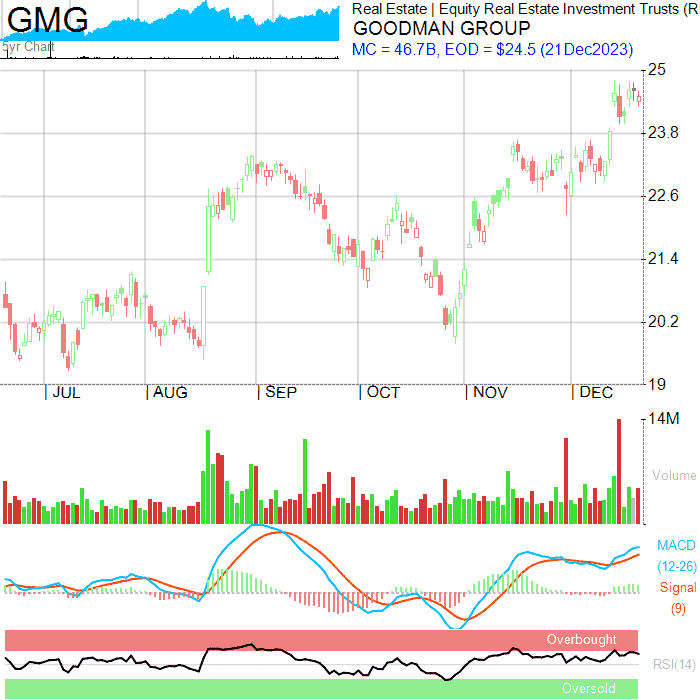 GMG
5yr Chart
Real Estate | Equity Real Estate Investment Trusts (R
GOODMAN GROUP
MC = 46.7B, EOD = $24.5 (21Dec2023)
25
23.8
22.6
21.4
20.2
19
| JUL | AUG | SEP | OCT | NOV | DEC
14M
Volume
MACD
(12-26)
Signal
(9)
Overbought
RSI(14)
Oversold